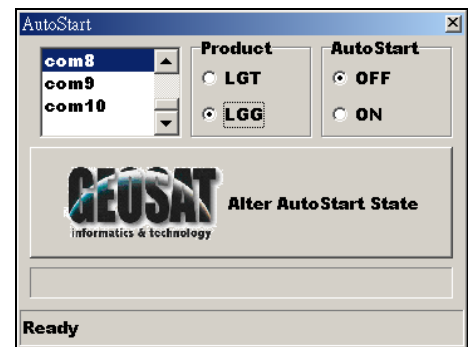 AutoStart
com8
com9
com10
Product
LGT
LGG
AutoStart
OFF
ON
GEOSAT
informatics & technology
Alter AutoStart State
Ready